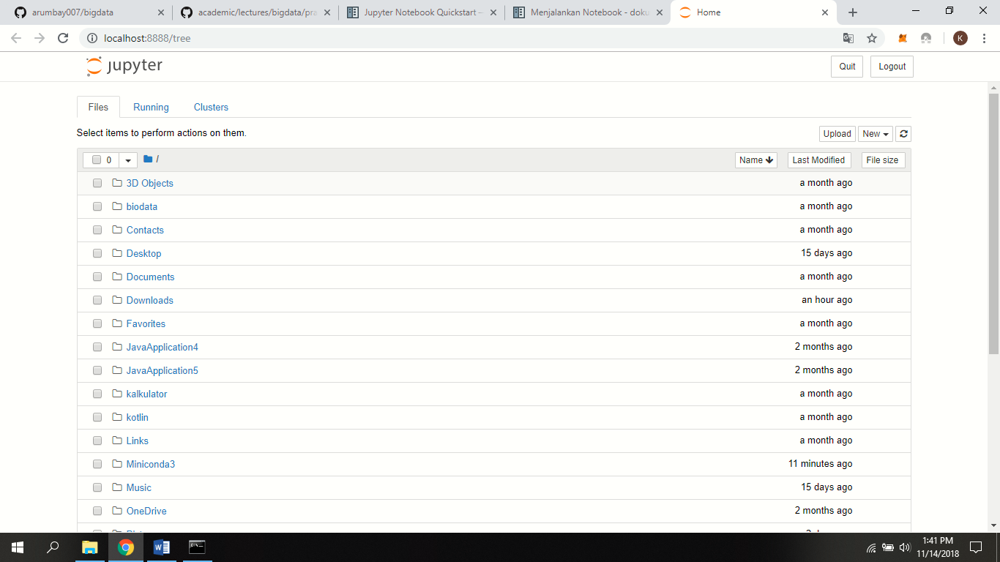 arumbay007/bigdata
academic/lectures/bigdata/pra
Jupyter Notebook Quickstart –
Menjalankan Notebook - doku
Home
localhost:8888/tree
K
jupyter
Quit
Logout
Files
Running
Clusters
Select items to perform actions on them.
Upload
New
0
/
Name
Last Modified
File size
3D Objects
a month ago
biodata
a month ago
Contacts
a month ago
Desktop
15 days ago
Documents
a month ago
Downloads
an hour ago
Favorites
a month ago
JavaApplication4
2 months ago
JavaApplication5
2 months ago
kalkulator
a month ago
kotlin
a month ago
Links
a month ago
Miniconda3
11 minutes ago
Music
15 days ago
OneDrive
2 months ago
1:41 PM
11/14/2018